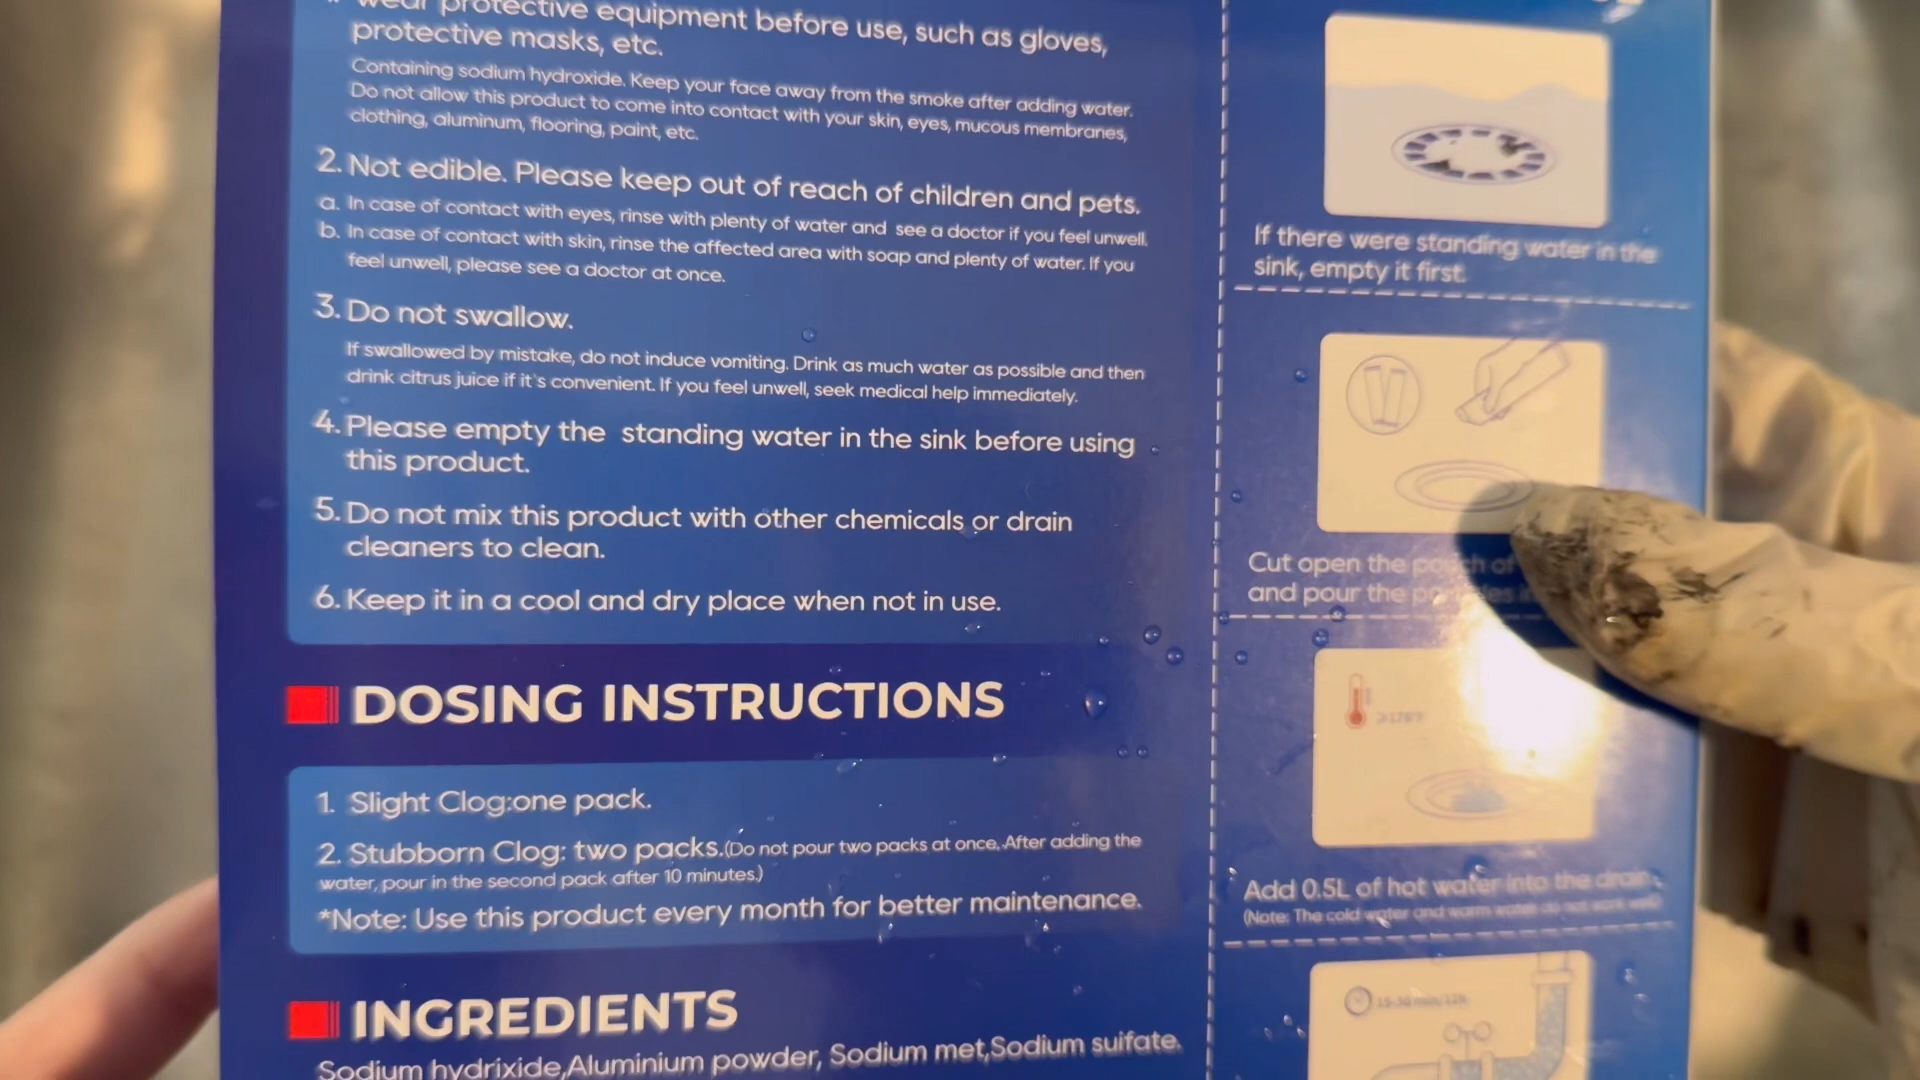 wear protective equipment before use, such as gloves,
protective masks, etc.
Containing sodium hydroxide. Keep your face away from the smoke after adding water.
Do not allow this product to come into contact with your skin, eyes, mucous membranes,
clothing, aluminum, flooring, paint, etc.
2. Not edible. Please keep out of reach of children and pets.
a. In case of contact with eyes, rinse with plenty of water and see a doctor if you feel unwell.
b. In case of contact with skin, rinse the affected area with soap and plenty of water. If you
feel unwell, please see a doctor at once.
3. Do not swallow.
If swallowed by mistake, do not induce vomiting. Drink as much water as possible and then
drink citrus juice if it's convenient. If you feel unwell, seek medical help immediately.
4. Please empty the standing water in the sink before using
this product.
5. Do not mix this product with other chemicals or drain
cleaners to clean.
6. Keep it in a cool and dry place when not in use.
DOSING INSTRUCTIONS
1. Slight Clog:one pack.
2. Stubborn Clog: two packs.(Do not pour two packs at once. After adding the
water, pour in the second pack after 10 minutes.)
*Note: Use this product every month for better maintenance.
INGREDIENTS
Sodium hydrixide,Aluminium powder, Sodium met,Sodium suifate.
If there were standing water in the
sink, empty it first.
Cut open the pouch of
and pour the
Add 0.5L of hot water into the drain.
(Note: The cold water and warm water do not work well)